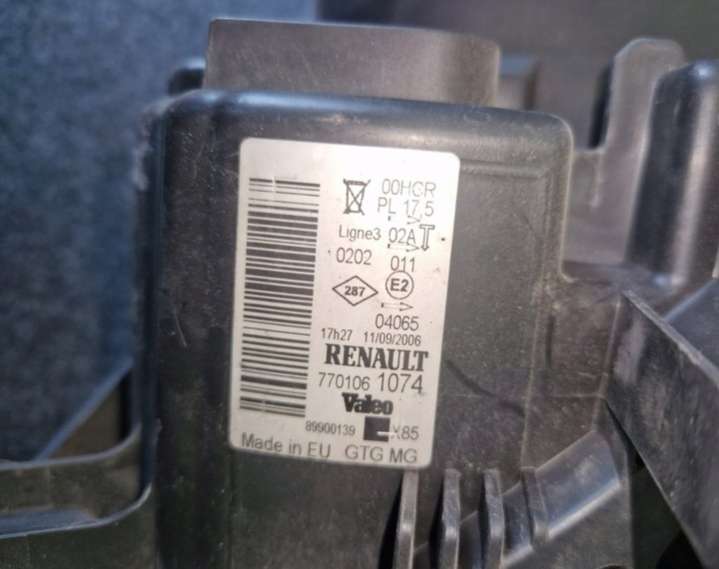 00HCR
PL 17,5
Ligne3 02A
0202 011
287 E2
04065
17h27 11/09/2006
RENAULT
770106 1074
Valeo
89900139 X85
Made in EU GTG MG